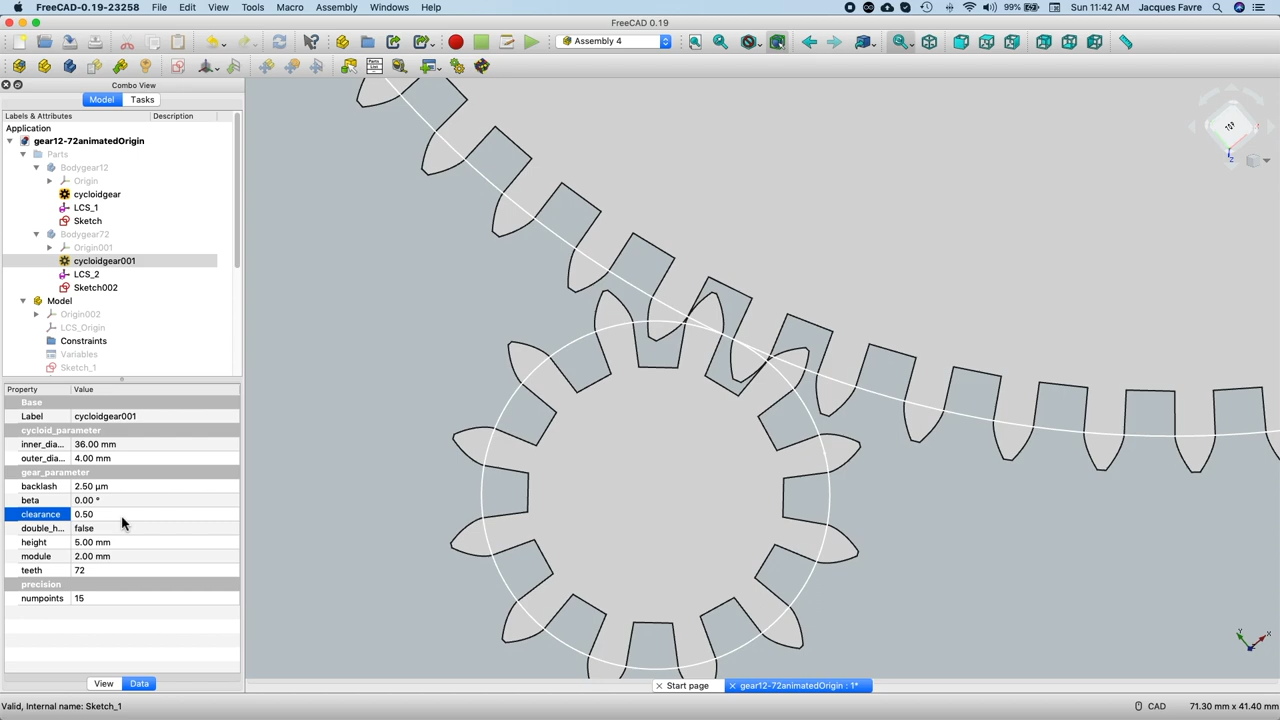 FreeCAD-0.19-23258 File Edit View Tools Macro Assembly Windows Help 99% Sun 11:42 AM Jacques Favre
FreeCAD 0.19
Assembly 4
Combo View
Model Tasks
Labels & Attributes Description
Application
gear12-72animatedOrigin
Parts
Bodygear12
Origin
cycloidgear
LCS_1
Sketch
Bodygear72
Origin001
cycloidgear001
LCS_2
Sketch002
Model
Origin002
LCS_Origin
Constraints
Variables
Sketch_1
Property Value
Base
Label cycloidgear001
cycloid_parameter
inner_dia... 36.00 mm
outer_dia... 4.00 mm
gear_parameter
backlash 2.50 µm
beta 0.00 °
clearance 0.50
double_h... false
height 5.00 mm
module 2.00 mm
teeth 72
precision
numpoints 15
View Data
Start page gear12-72animatedOrigin : 1*
Valid, Internal name: Sketch_1 CAD 71.30 mm x 41.40 mm